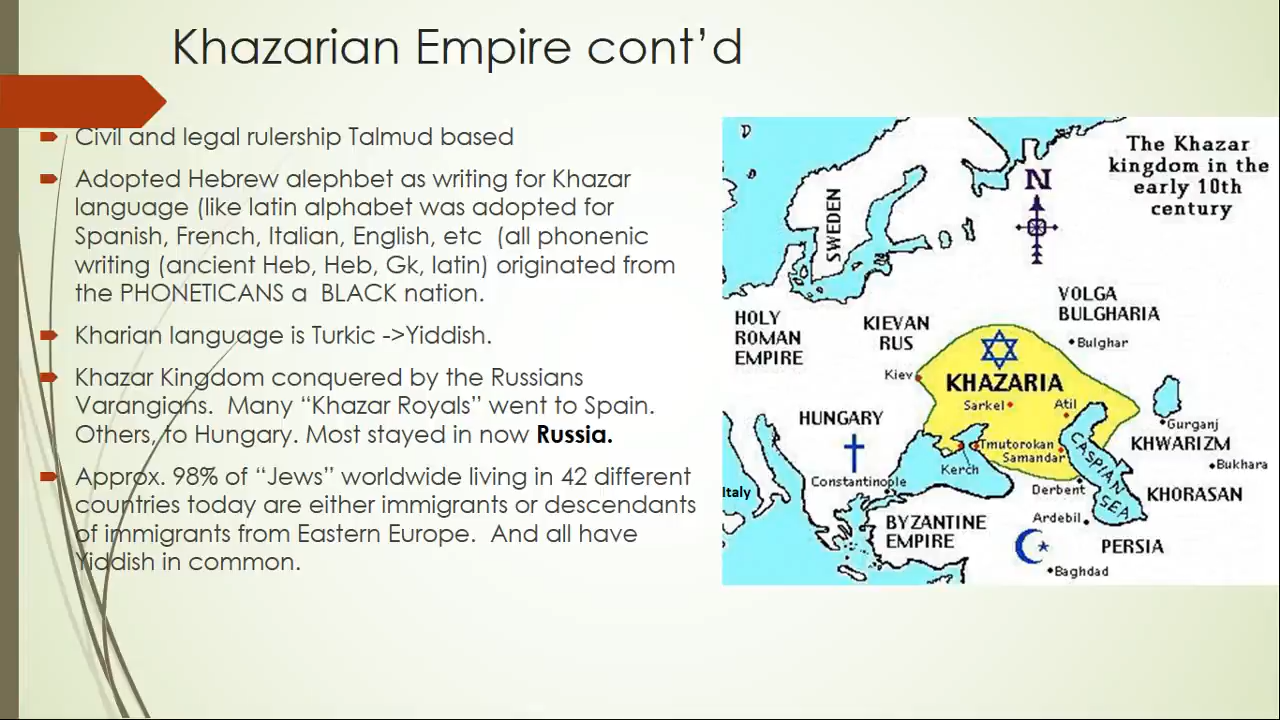 Khazarian Empire cont’d
Civil and legal rulership Talmud based
Adopted Hebrew alephbet as writing for Khazar
language (like latin alphabet was adopted for
Spanish, French, Italian, English, etc  (all phonenic
writing (ancient Heb, Heb, Gk, latin) originated from
the PHONETICANS a  BLACK nation.
Kharian language is Turkic ->Yiddish.
Khazar Kingdom conquered by the Russians
Varangians.  Many “Khazar Royals” went to Spain.
Others, to Hungary. Most stayed in now Russia.
Approx. 98% of “Jews” worldwide living in 42 different
countries today are either immigrants or descendants
of immigrants from Eastern Europe.  And all have
Yiddish in common.
The Khazar
kingdom in the
early 10th
century
N
SWEDEN
VOLGA
BULGHARIA
HOLY
ROMAN
EMPIRE
KIEVAN
RUS
Bulghar
Kiev
KHAZARIA
Sarkel
Atil
HUNGARY
Gurganj
Tmutorokan
KHWARIZM
Samandar
CASPIAN
SEA
Kerch
Bukhara
Constantinople
Italy
Derbent
KHORASAN
Ardebil
BYZANTINE
EMPIRE
PERSIA
Baghdad